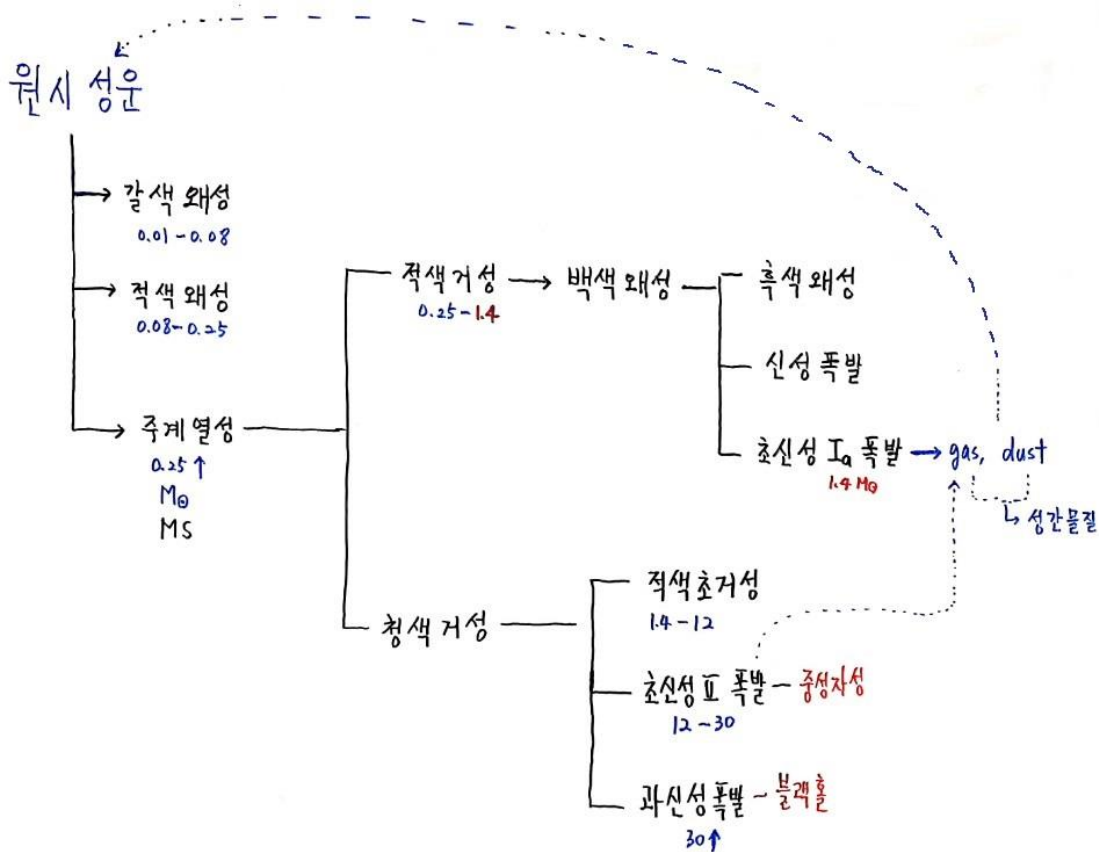 원시 성운
갈색 왜성
0.01-0.08
적색 왜성
0.08-0.25
주계열성
0.25↑
M⊙
MS
적색거성
0.25-1.4
백색왜성
흑색왜성
신성 폭발
초신성 Ia 폭발
1.4 M⊙
gas, dust
성간물질
청색거성
적색초거성
1.4-12
초신성 II 폭발 - 중성자성
12-30
과신성폭발 - 블랙홀
30↑